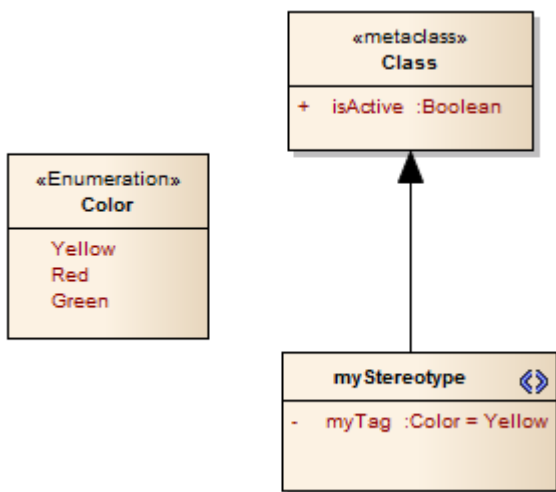 «metaclass»
Class
+ isActive :Boolean
«Enumeration»
Color
Yellow
Red
Green
myStereotype
- myTag :Color = Yellow